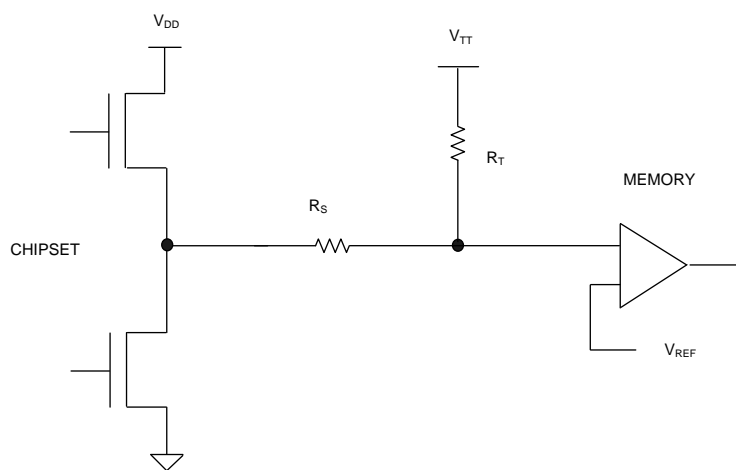 VDD
VTT
RT
MEMORY
RS
CHIPSET
VREF